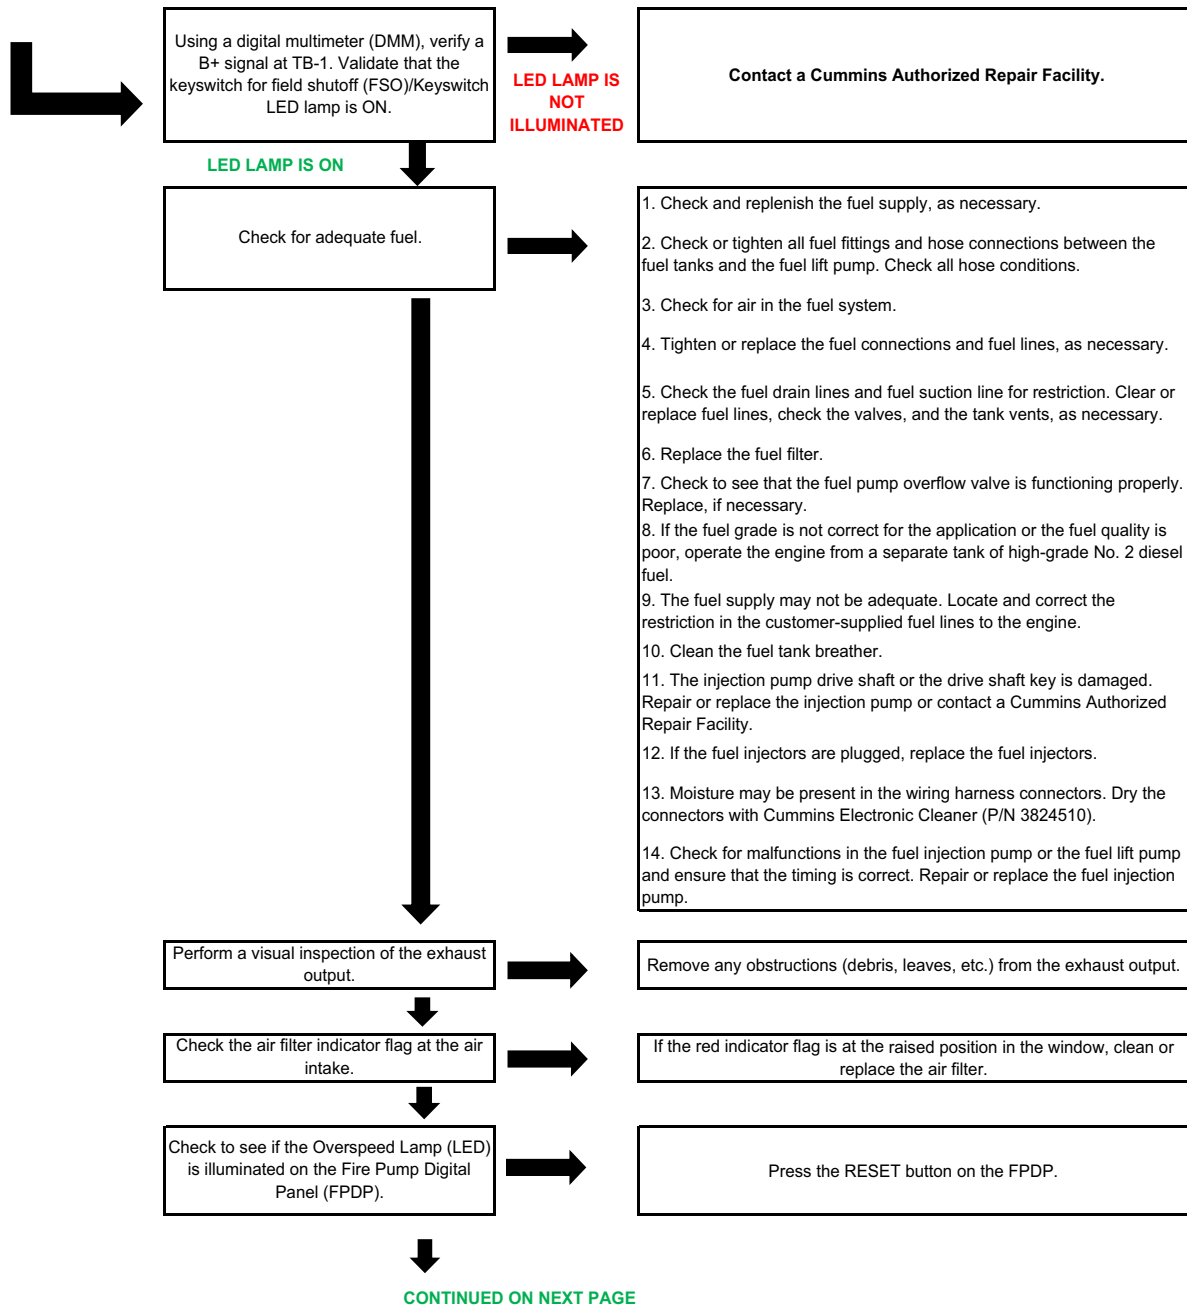 Using a digital multimeter (DMM), verify a
B+ signal at TB-1. Validate that the
keyswitch for field shutoff (FSO)/Keyswitch
LED lamp is ON.
LED LAMP IS
NOT
ILLUMINATED
Contact a Cummins Authorized Repair Facility.
LED LAMP IS ON
Check for adequate fuel.
1. Check and replenish the fuel supply, as necessary.
2. Check or tighten all fuel fittings and hose connections between the
fuel tanks and the fuel lift pump. Check all hose conditions.
3. Check for air in the fuel system.
4. Tighten or replace the fuel connections and fuel lines, as necessary.
5. Check the fuel drain lines and fuel suction line for restriction. Clear or
replace fuel lines, check the valves, and the tank vents, as necessary.
6. Replace the fuel filter.
7. Check to see that the fuel pump overflow valve is functioning properly.
Replace, if necessary.
8. If the fuel grade is not correct for the application or the fuel quality is
poor, operate the engine from a separate tank of high-grade No. 2 diesel
fuel.
9. The fuel supply may not be adequate. Locate and correct the
restriction in the customer-supplied fuel lines to the engine.
10. Clean the fuel tank breather.
11. The injection pump drive shaft or the drive shaft key is damaged.
Repair or replace the injection pump or contact a Cummins Authorized
Repair Facility.
12. If the fuel injectors are plugged, replace the fuel injectors.
13. Moisture may be present in the wiring harness connectors. Dry the
connectors with Cummins Electronic Cleaner (P/N 3824510).
14. Check for malfunctions in the fuel injection pump or the fuel lift pump
and ensure that the timing is correct. Repair or replace the fuel injection
pump.
Perform a visual inspection of the exhaust
output.
Remove any obstructions (debris, leaves, etc.) from the exhaust output.
Check the air filter indicator flag at the air
intake.
If the red indicator flag is at the raised position in the window, clean or
replace the air filter.
Check to see if the Overspeed Lamp (LED)
is illuminated on the Fire Pump Digital
Panel (FPDP).
Press the RESET button on the FPDP.
CONTINUED ON NEXT PAGE